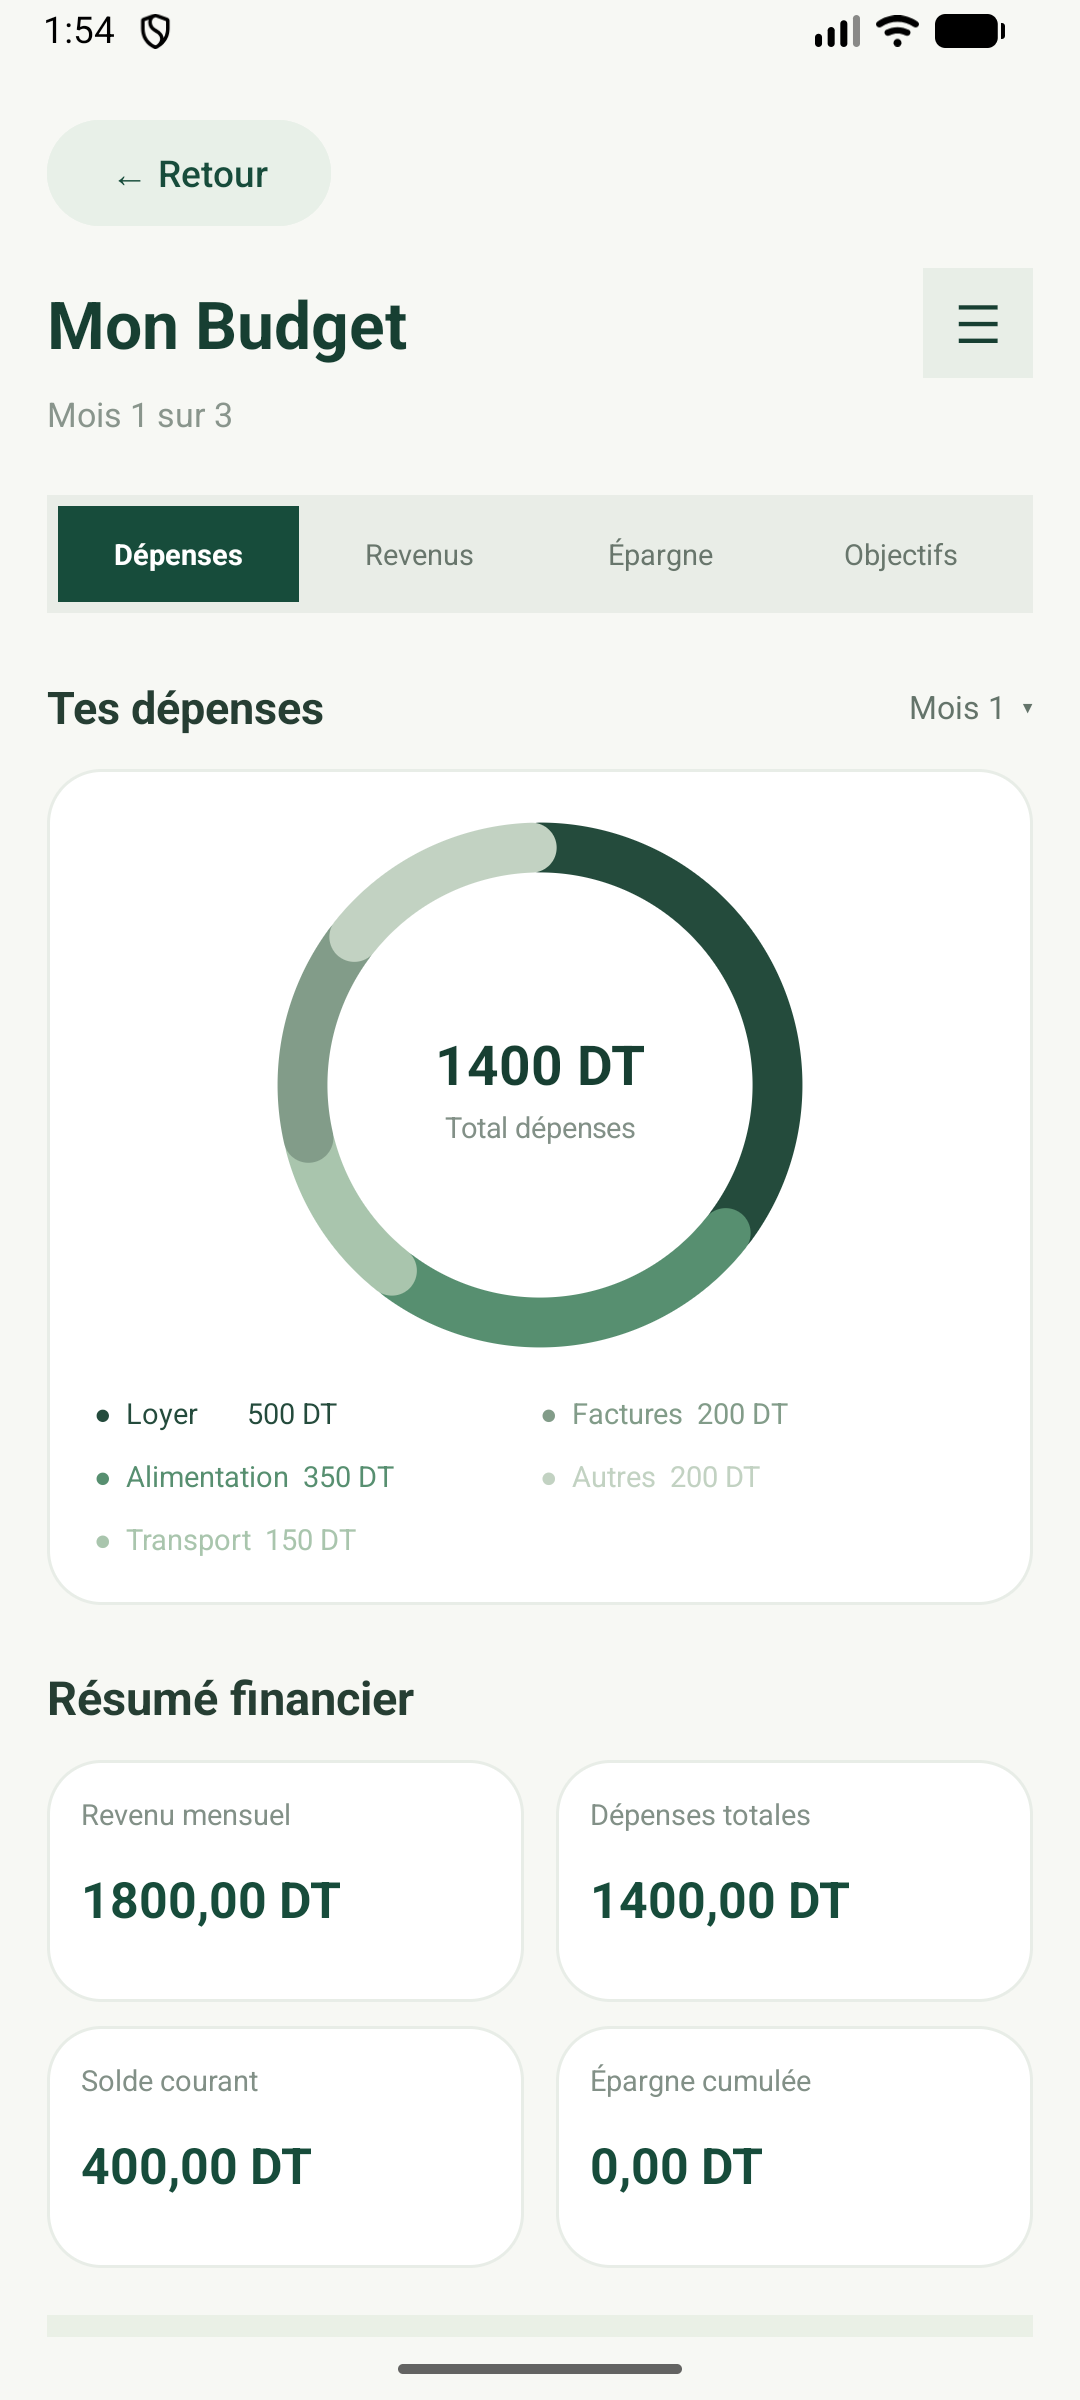 1:54
← Retour
Mon Budget
☰
Mois 1 sur 3
Dépenses Revenus Épargne Objectifs
Tes dépenses
Mois 1 ▾
1400 DT
Total dépenses
● Loyer 500 DT
● Alimentation 350 DT
● Transport 150 DT
● Factures 200 DT
● Autres 200 DT
Résumé financier
Revenu mensuel
1800,00 DT
Dépenses totales
1400,00 DT
Solde courant
400,00 DT
Épargne cumulée
0,00 DT